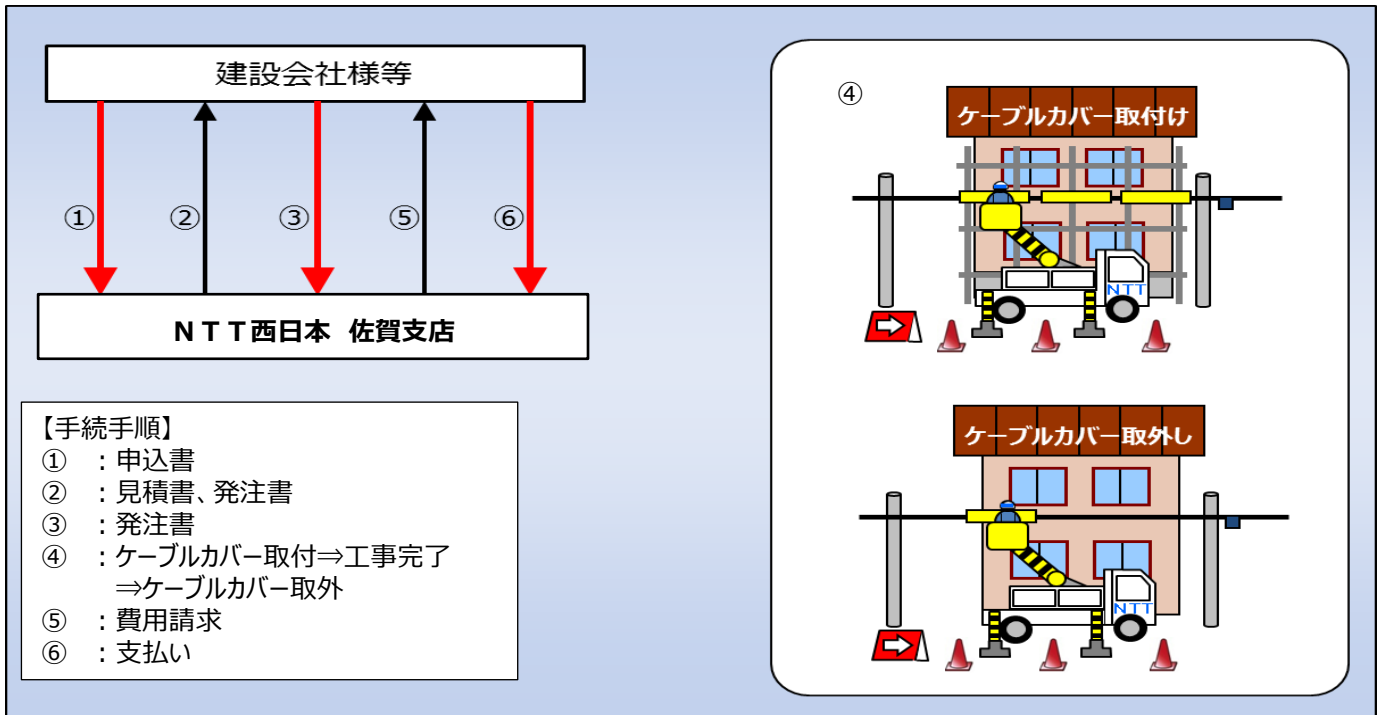 建設会社様等
①
②
③
⑤
⑥
ＮＴＴ西日本 佐賀支店
【手続手順】
① ：申込書
② ：見積書、発注書
③ ：発注書
④ ：ケーブルカバー取付⇒工事完了
⇒ケーブルカバー取外
⑤ ：費用請求
⑥ ：支払い
④
ケーブルカバー取付け
NTT
ケーブルカバー取外し
NTT